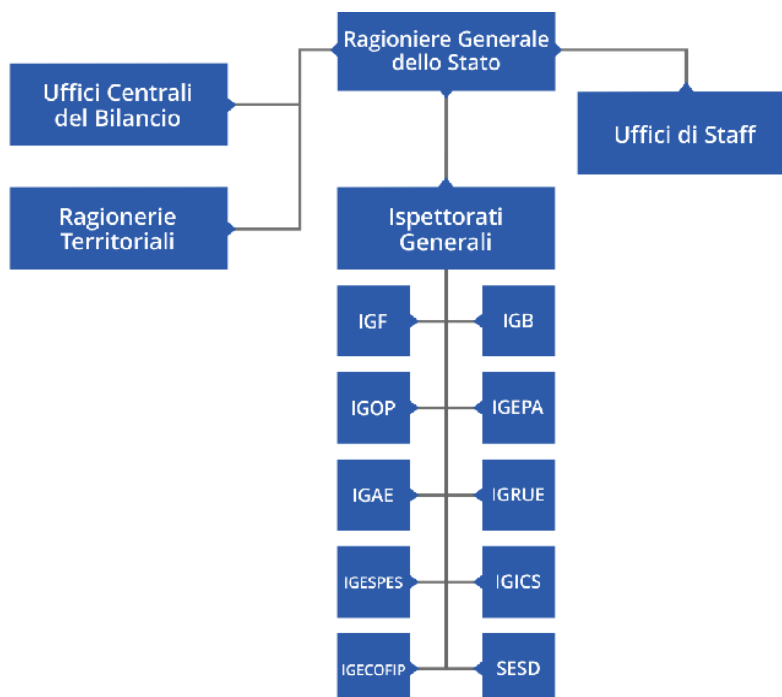 Ragioniere Generale
dello Stato
Uffici Centrali
del Bilancio
Uffici di Staff
Ragionerie
Territoriali
Ispettorati
Generali
IGF
IGB
IGOP
IGEPA
IGAE
IGRUE
IGESPES
IGICS
IGECOFIP
SESD